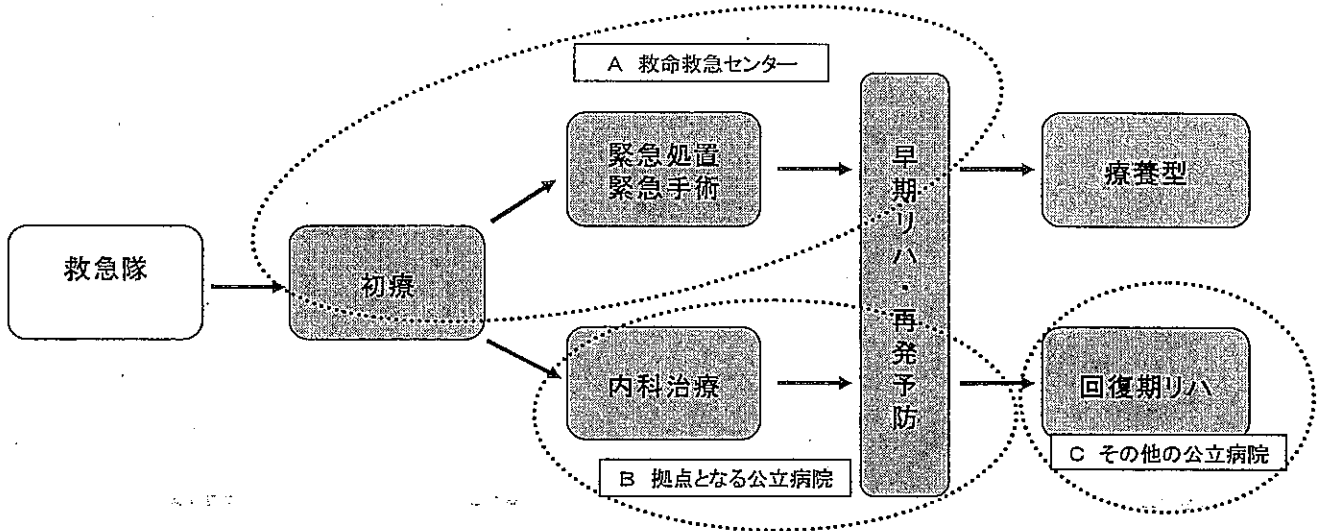 A 救命救急センター
緊急処置
緊急手術
早期リハ・再発予防
療養型
救急隊
初療
内科治療
回復期リハ
B 拠点となる公立病院
C その他の公立病院